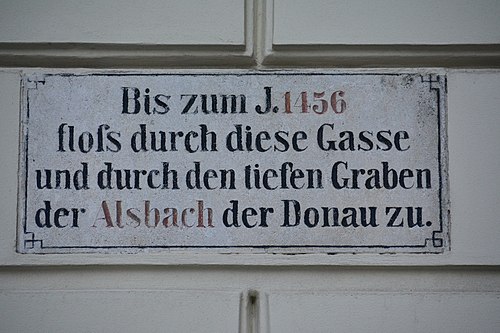 Bis zum J. 1456
floſs durch diese Gasse
und durch den tiefen Graben
der Alsbach der Donau zu.